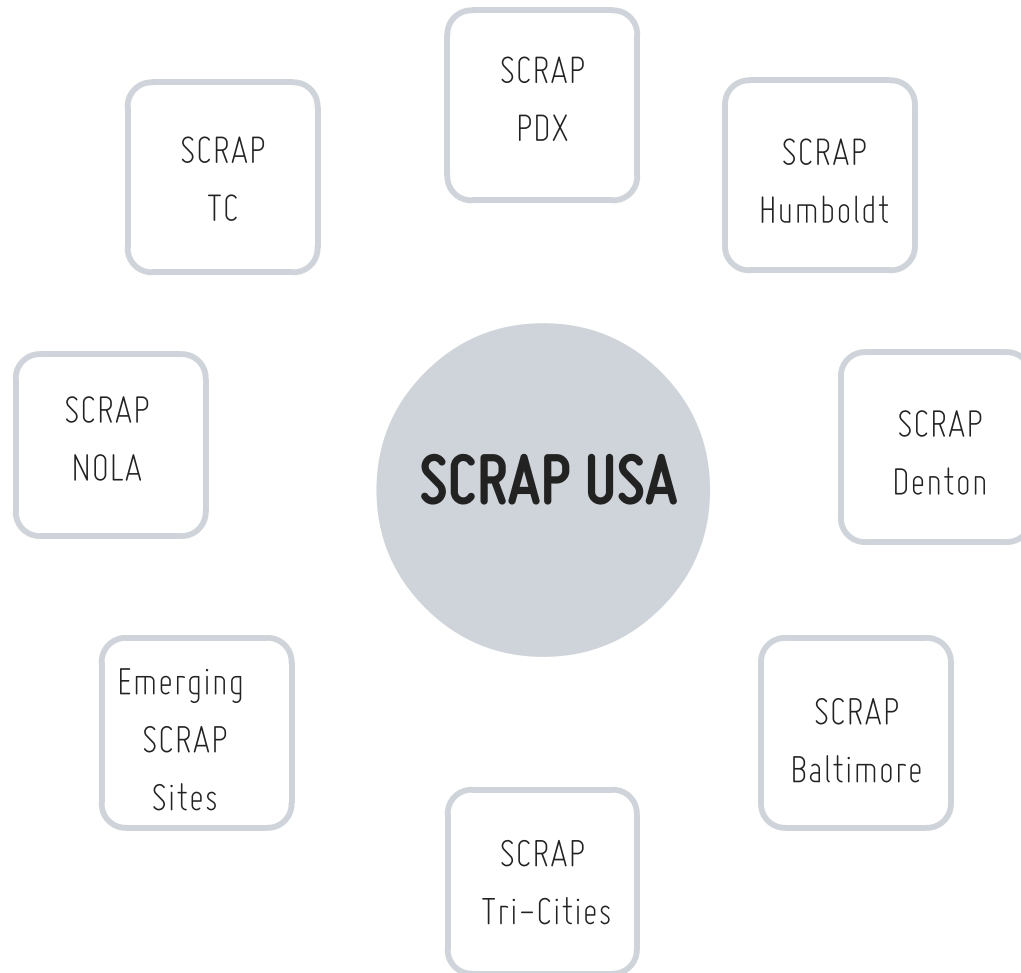 SCRAP
PDX
SCRAP
TC
SCRAP
Humboldt
SCRAP
NOLA
SCRAP USA
SCRAP
Denton
Emerging
SCRAP
Sites
SCRAP
Baltimore
SCRAP
Tri-Cities